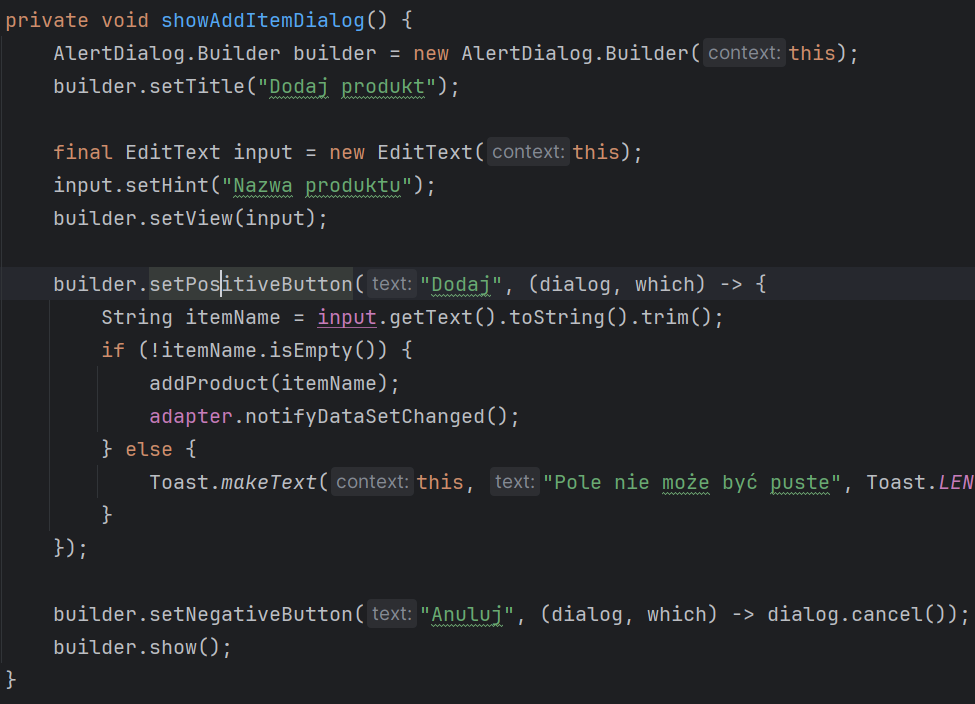 private void showAddItemDialog() {
    AlertDialog.Builder builder = new AlertDialog.Builder( context: this);
    builder.setTitle("Dodaj produkt");

    final EditText input = new EditText( context: this);
    input.setHint("Nazwa produktu");
    builder.setView(input);

    builder.setPositiveButton( text: "Dodaj", (dialog, which) -> {
        String itemName = input.getText().toString().trim();
        if (!itemName.isEmpty()) {
            addProduct(itemName);
            adapter.notifyDataSetChanged();
        } else {
            Toast.makeText( context: this, text: "Pole nie może być puste", Toast.LEN
        }
    });

    builder.setNegativeButton( text: "Anuluj", (dialog, which) -> dialog.cancel());
    builder.show();
}